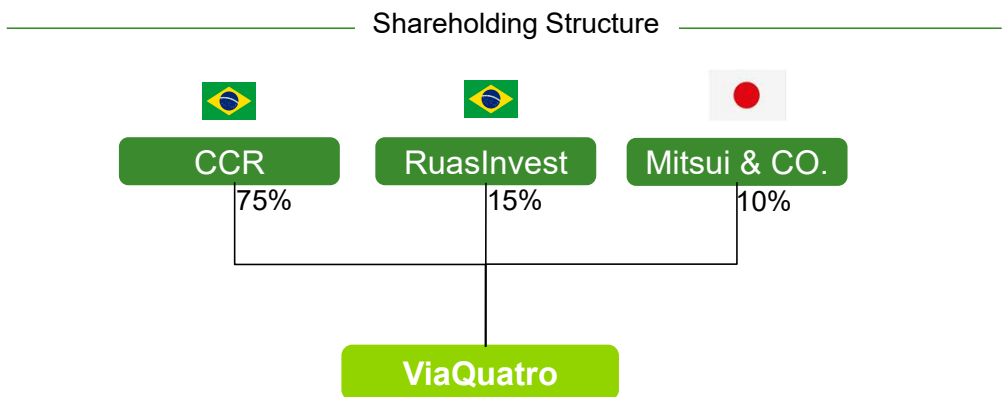 Shareholding Structure
CCR
RuasInvest
Mitsui & CO.
75%
15%
10%
ViaQuatro